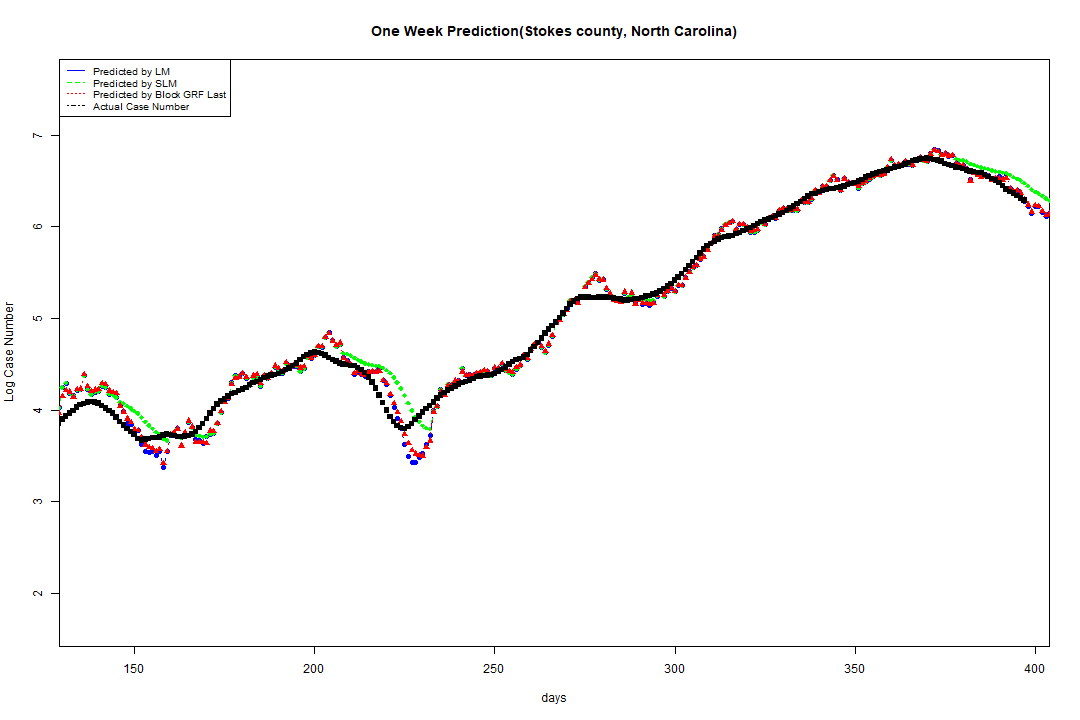 One Week Prediction(Stokes county, North Carolina)
Predicted by LM
Predicted by SLM
Predicted by Block GRF Last
Actual Case Number
7
6
5
4
3
2
Log Case Number
150 200 250 300 350 400
days